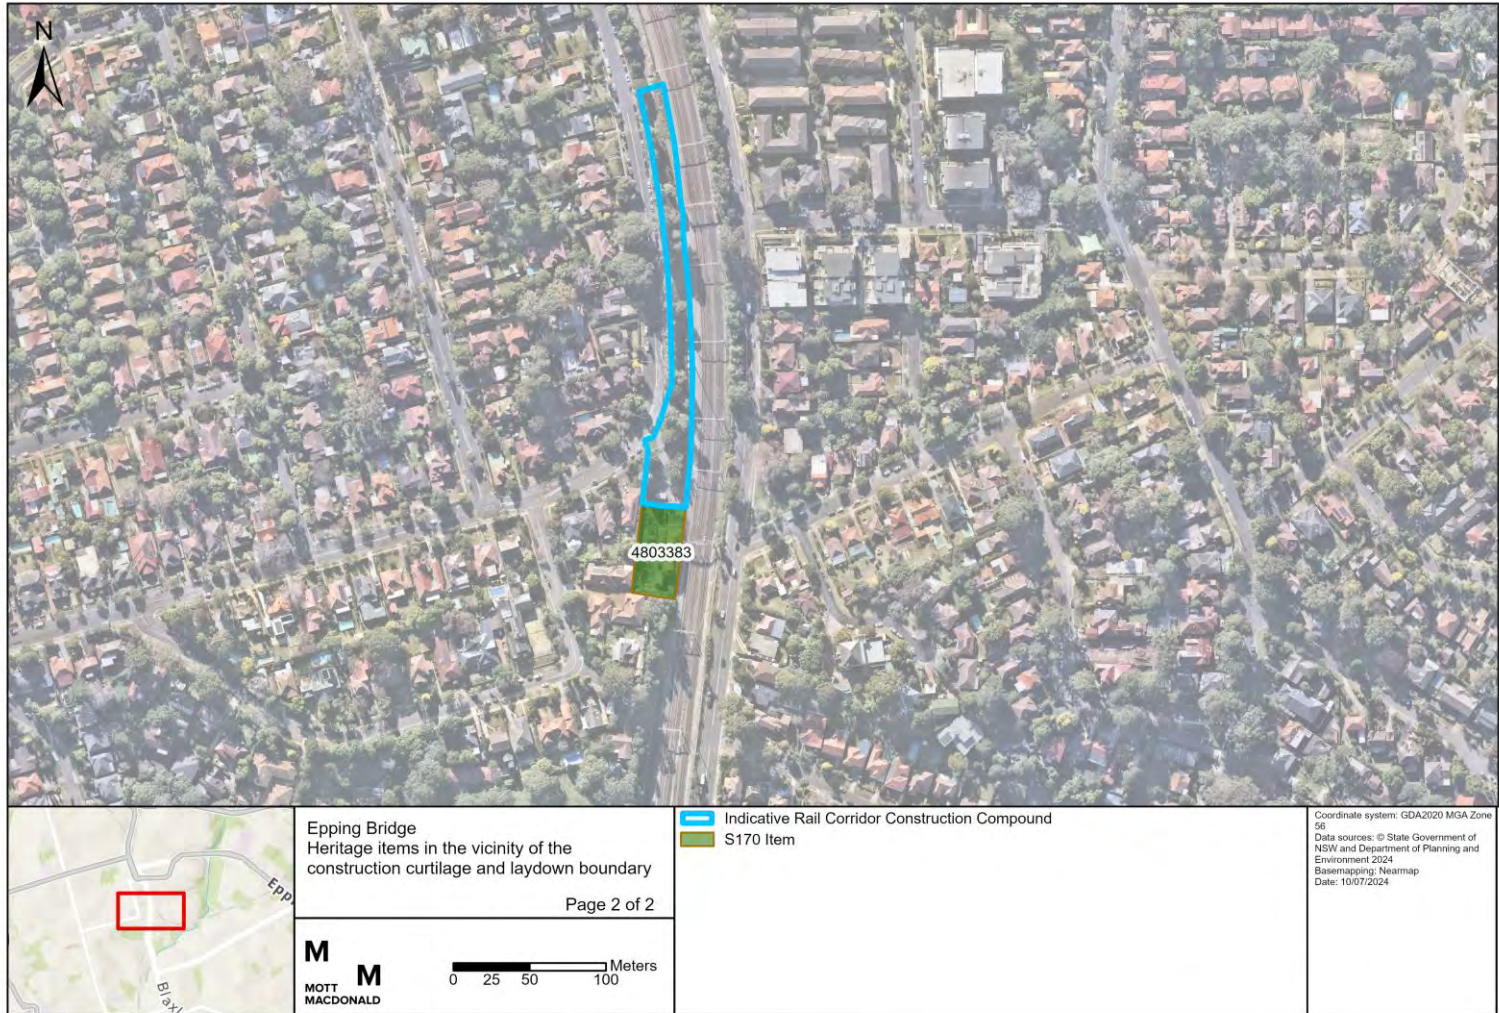 N
4803383
Epping Bridge
Heritage items in the vicinity of the
construction curtilage and laydown boundary
Page 2 of 2
M
M
MOTT
MACDONALD
Meters
0 25 50 100
Indicative Rail Corridor Construction Compound
S170 Item
Coordinate system: GDA2020 MGA Zone
56
Data sources: © State Government of
NSW and Department of Planning and
Environment 2024
Basemapping: Nearmap
Date: 10/07/2024
Epp
Blax